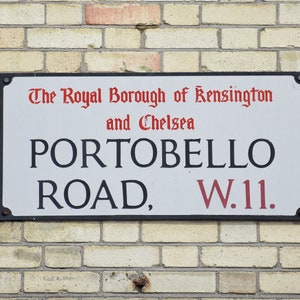 The Royal Borough of Kensington
and Chelsea
PORTOBELLO
ROAD, W.11.